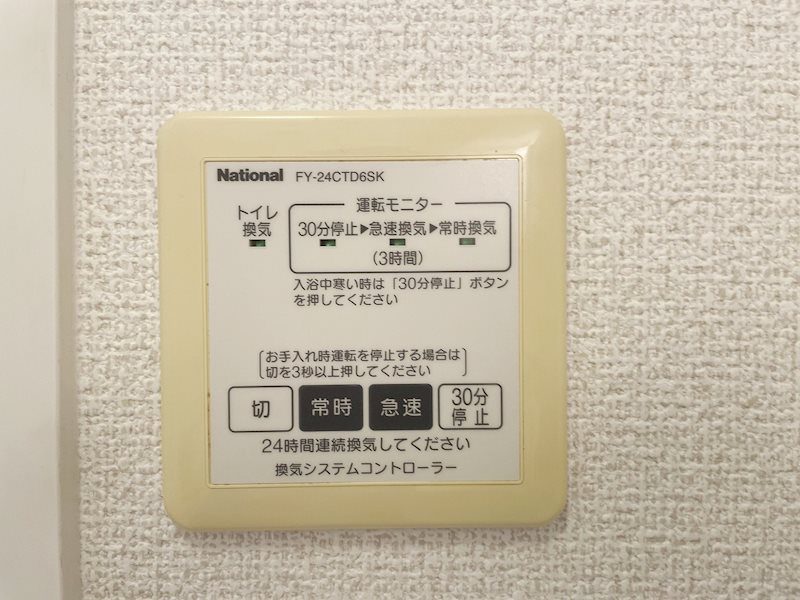 National FY-24CTD6SK
トイレ
換気
運転モニター
30分停止▶急速換気▶常時換気
(3時間)
入浴中寒い時は「30分停止」ボタン
を押してください
お手入れ時運転を停止する場合は
切を3秒以上押してください
切 常時 急速 30分
停止
24時間連続換気してください
換気システムコントローラー